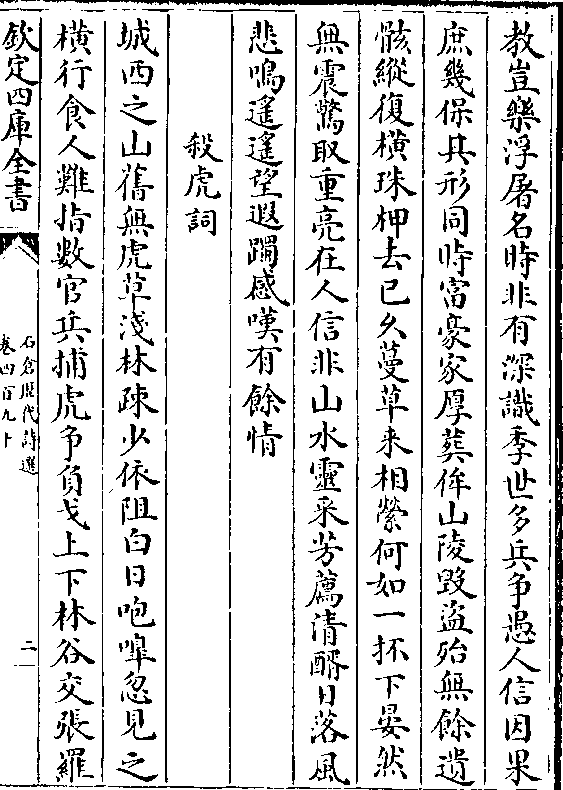 教豈樂浮屠名時非有深識季世多兵争愚人信因果
庶幾保其形同時富豪家厚葬侔山陵毁盗殆無餘遺
骸縱復横珠柙去已久蔓草来相縈何如一抔下晏然
無震驚取重亮在人信非山水靈采芳薦清醑日落風
悲鳴遥遥望遐躅感嘆有餘情
殺虎詞
城西之山舊無虎草淺林疎少依阻白日咆嘷忽見之
横行食人難指數官兵捕虎争負戈上下林谷交張羅
欽定四庫全書
石倉歴代詩選
卷四百九十
二